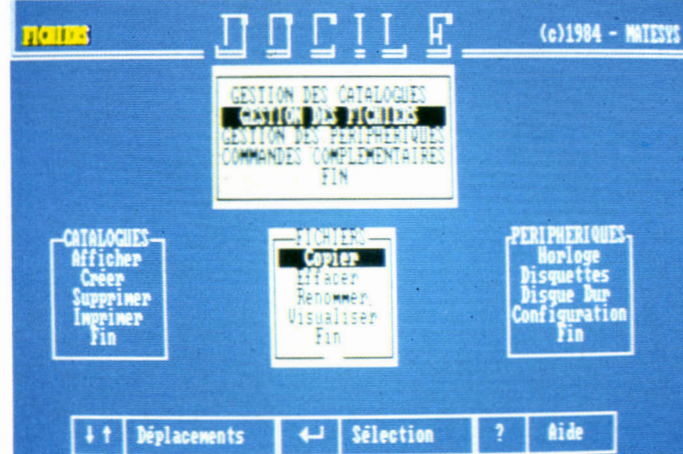 FICHIERS
DOCILE
(c)1984 - MATESYS
GESTION DES CATALOGUES
GESTION DES FICHIERS
GESTION DES PERIPHERIQUES
COMMANDES COMPLEMENTAIRES
FIN
CATALOGUES
Afficher
Créer
Supprimer
Imprimer
Fin
FICHIERS
Copier
Effacer
Renommer
Visualiser
Fin
PERIPHERIQUES
Horloge
Disquettes
Disque Dur
Configuration
Fin
↓ ↑ Déplacements ↵ Sélection ? Aide